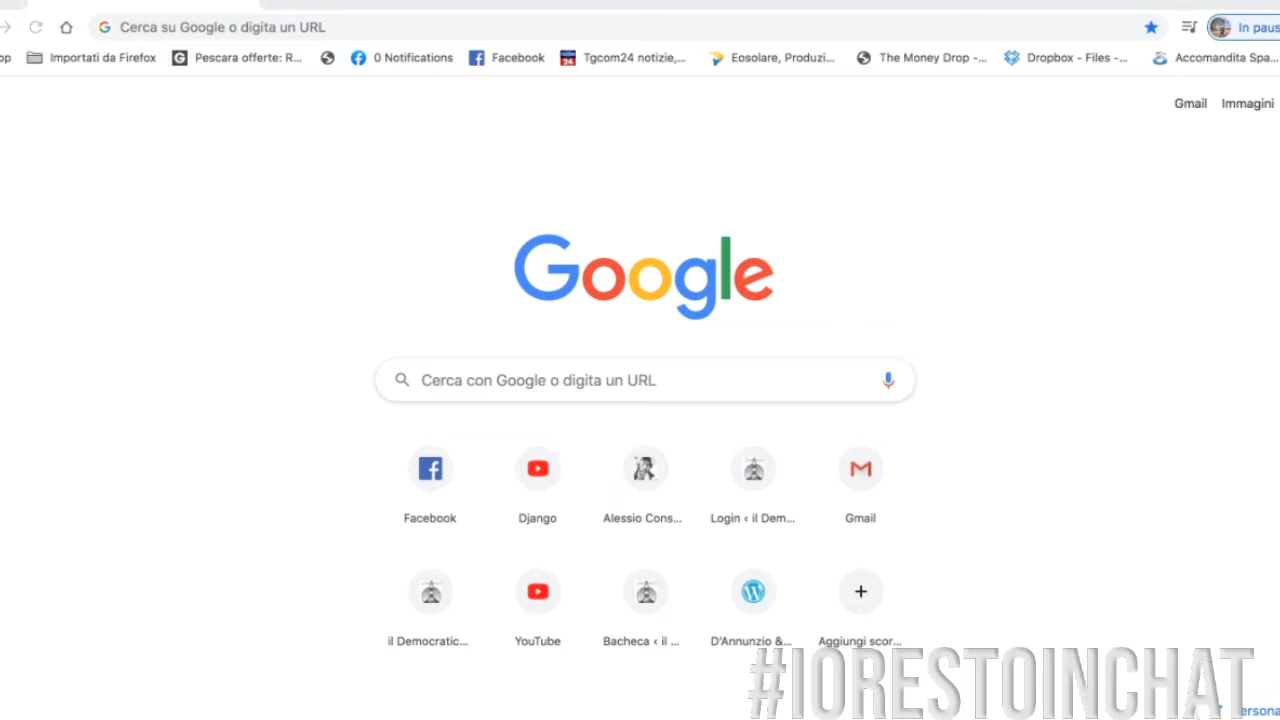 Cerca su Google o digita un URL
In paus
op Importati da Firefox Pescara offerte: R... 0 Notifications Facebook Tgcom24 notizie,... Eosolare, Produzi... The Money Drop -... Dropbox - Files -... Accomandita Spa...
Gmail Immagini
Google
Cerca con Google o digita un URL
Facebook Django Alessio Cons... Login ‹ il Dem... Gmail
il Democratic... YouTube Bacheca ‹ il ... D'Annunzio &... Aggiungi scor...
#IORESTOINCHAT
ersona